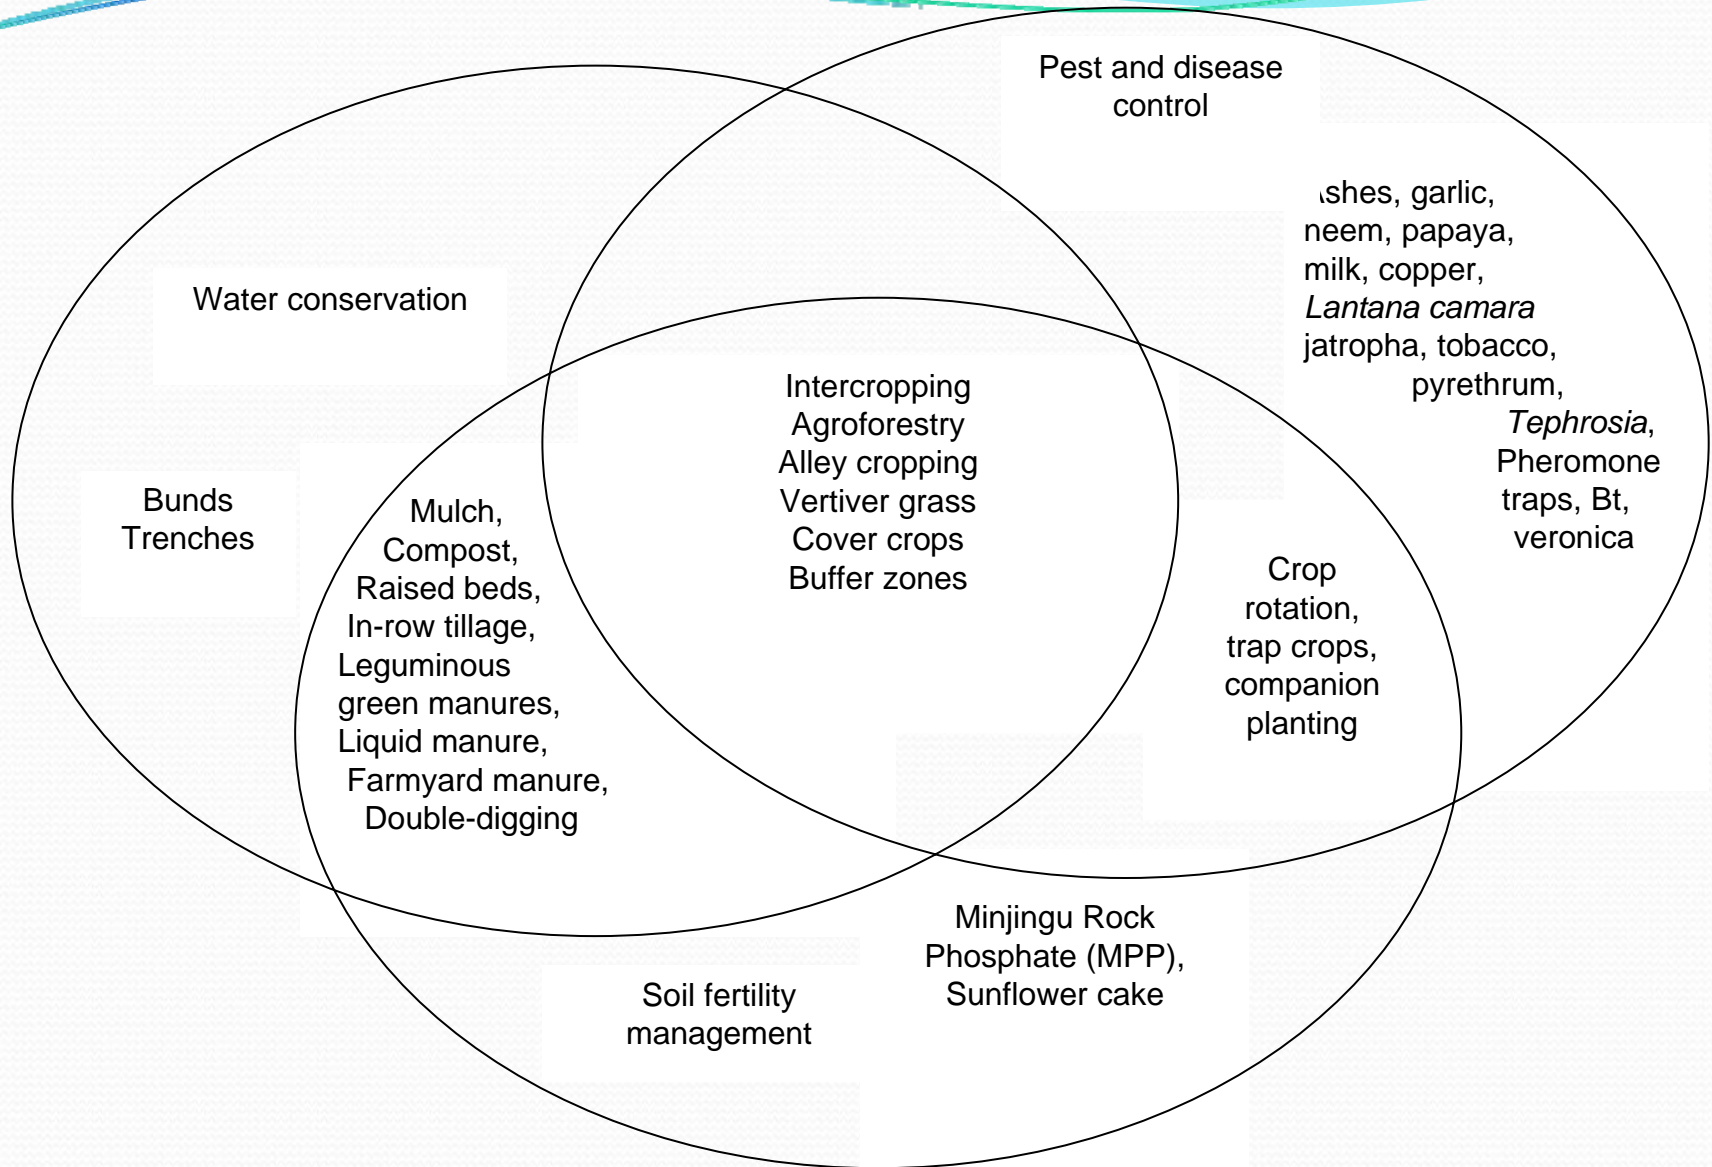 Pest and disease
control
shes, garlic,
neem, papaya,
milk, copper,
Lantana camara
jatropha, tobacco,
pyrethrum,
Tephrosia,
Pheromone
traps, Bt,
veronica
Water conservation
Bunds
Trenches
Intercropping
Agroforestry
Alley cropping
Vertiver grass
Cover crops
Buffer zones
Mulch,
Compost,
Raised beds,
In-row tillage,
Leguminous
green manures,
Liquid manure,
Farmyard manure,
Double-digging
Crop
rotation,
trap crops,
companion
planting
Minjingu Rock
Phosphate (MPP),
Sunflower cake
Soil fertility
management